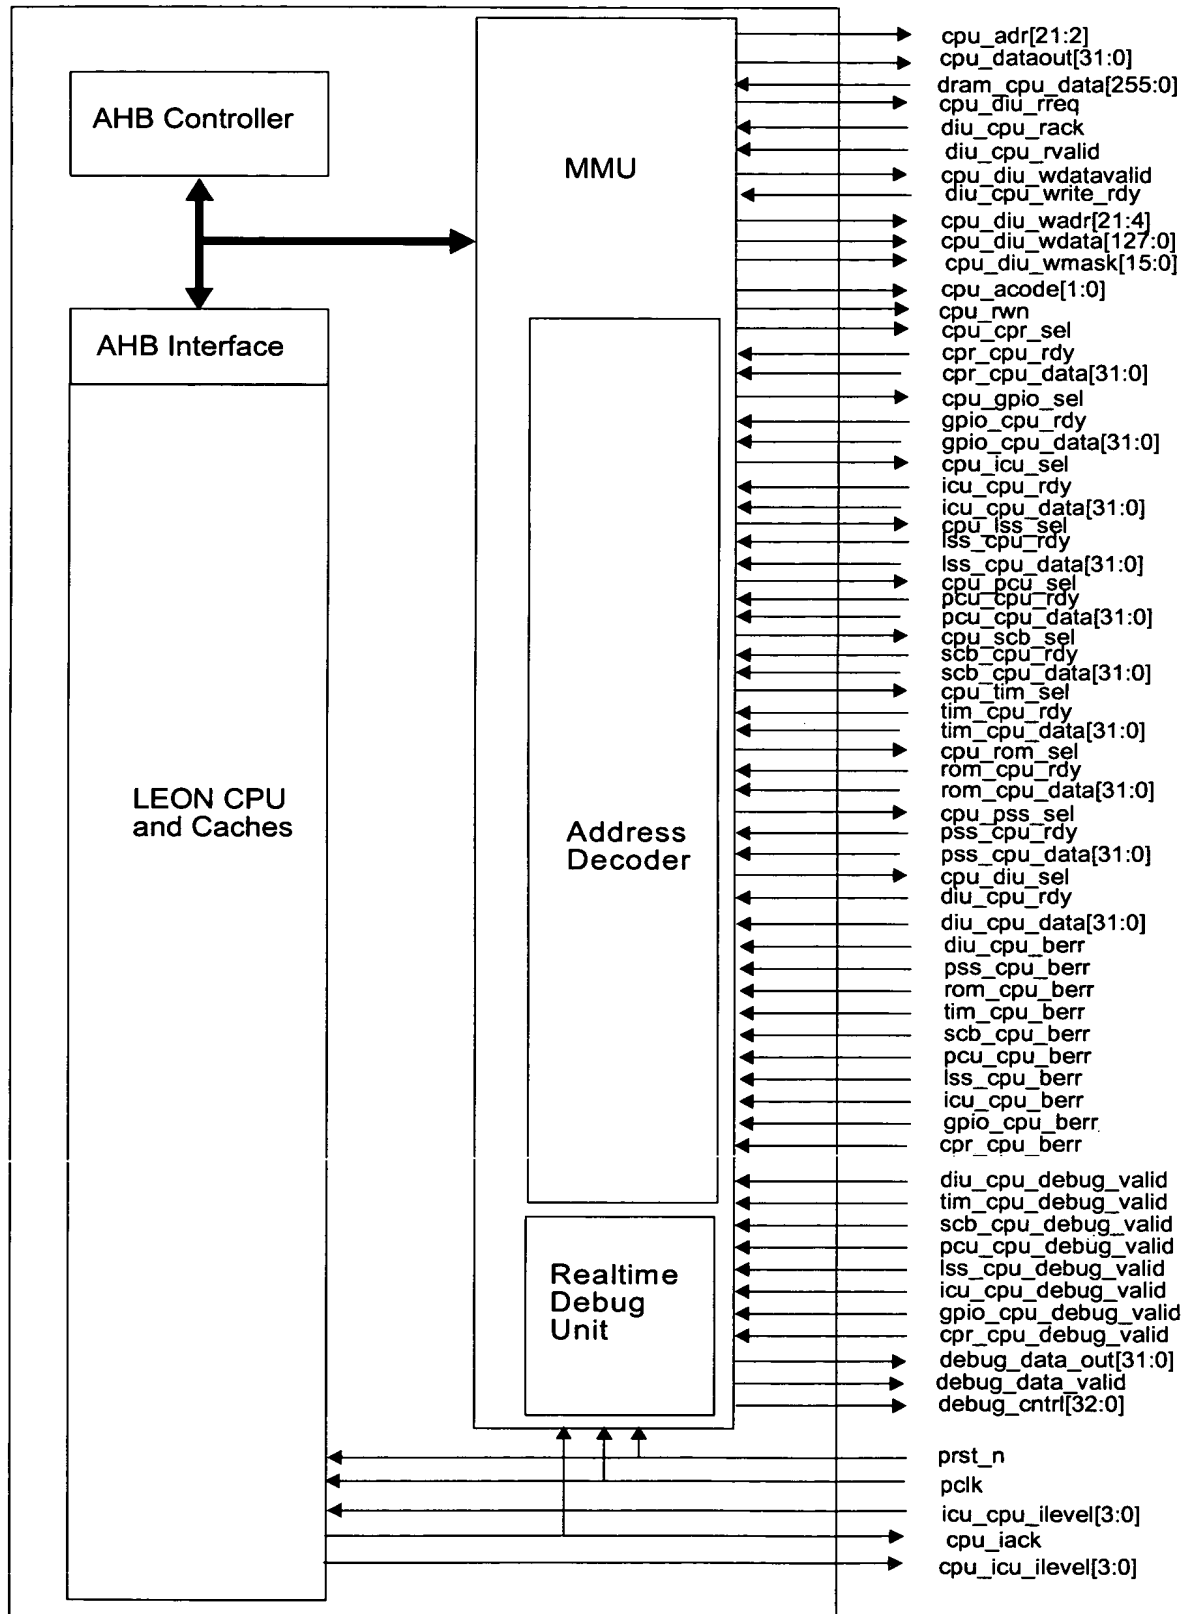 AHB Controller
AHB Interface
LEON CPU
and Caches
MMU
Address
Decoder
Realtime
Debug
Unit
cpu_adr[21:2]
cpu_dataout[31:0]
dram_cpu_data[255:0]
cpu_diu_rreq
diu_cpu_rack
diu_cpu_rvalid
cpu_diu_wdatavalid
diu_cpu_write_rdy
cpu_diu_wadr[21:4]
cpu_diu_wdata[127:0]
cpu_diu_wmask[15:0]
cpu_acode[1:0]
cpu_rwn
cpu_cpr_sel
cpr_cpu_rdy
cpr_cpu_data[31:0]
cpu_gpio_sel
gpio_cpu_rdy
gpio_cpu_data[31:0]
cpu_icu_sel
icu_cpu_rdy
icu_cpu_data[31:0]
cpu_lss_sel
lss_cpu_rdy
lss_cpu_data[31:0]
cpu_pcu_sel
pcu_cpu_rdy
pcu_cpu_data[31:0]
cpu_scb_sel
scb_cpu_rdy
scb_cpu_data[31:0]
cpu_tim_sel
tim_cpu_rdy
tim_cpu_data[31:0]
cpu_rom_sel
rom_cpu_rdy
rom_cpu_data[31:0]
cpu_pss_sel
pss_cpu_rdy
pss_cpu_data[31:0]
cpu_diu_sel
diu_cpu_rdy
diu_cpu_data[31:0]
diu_cpu_berr
pss_cpu_berr
rom_cpu_berr
tim_cpu_berr
scb_cpu_berr
pcu_cpu_berr
lss_cpu_berr
icu_cpu_berr
gpio_cpu_berr
cpr_cpu_berr
diu_cpu_debug_valid
tim_cpu_debug_valid
scb_cpu_debug_valid
pcu_cpu_debug_valid
lss_cpu_debug_valid
icu_cpu_debug_valid
gpio_cpu_debug_valid
cpr_cpu_debug_valid
debug_data_out[31:0]
debug_data_valid
debug_cntrl[32:0]
prst_n
pclk
icu_cpu_ilevel[3:0]
cpu_iack
cpu_icu_ilevel[3:0]